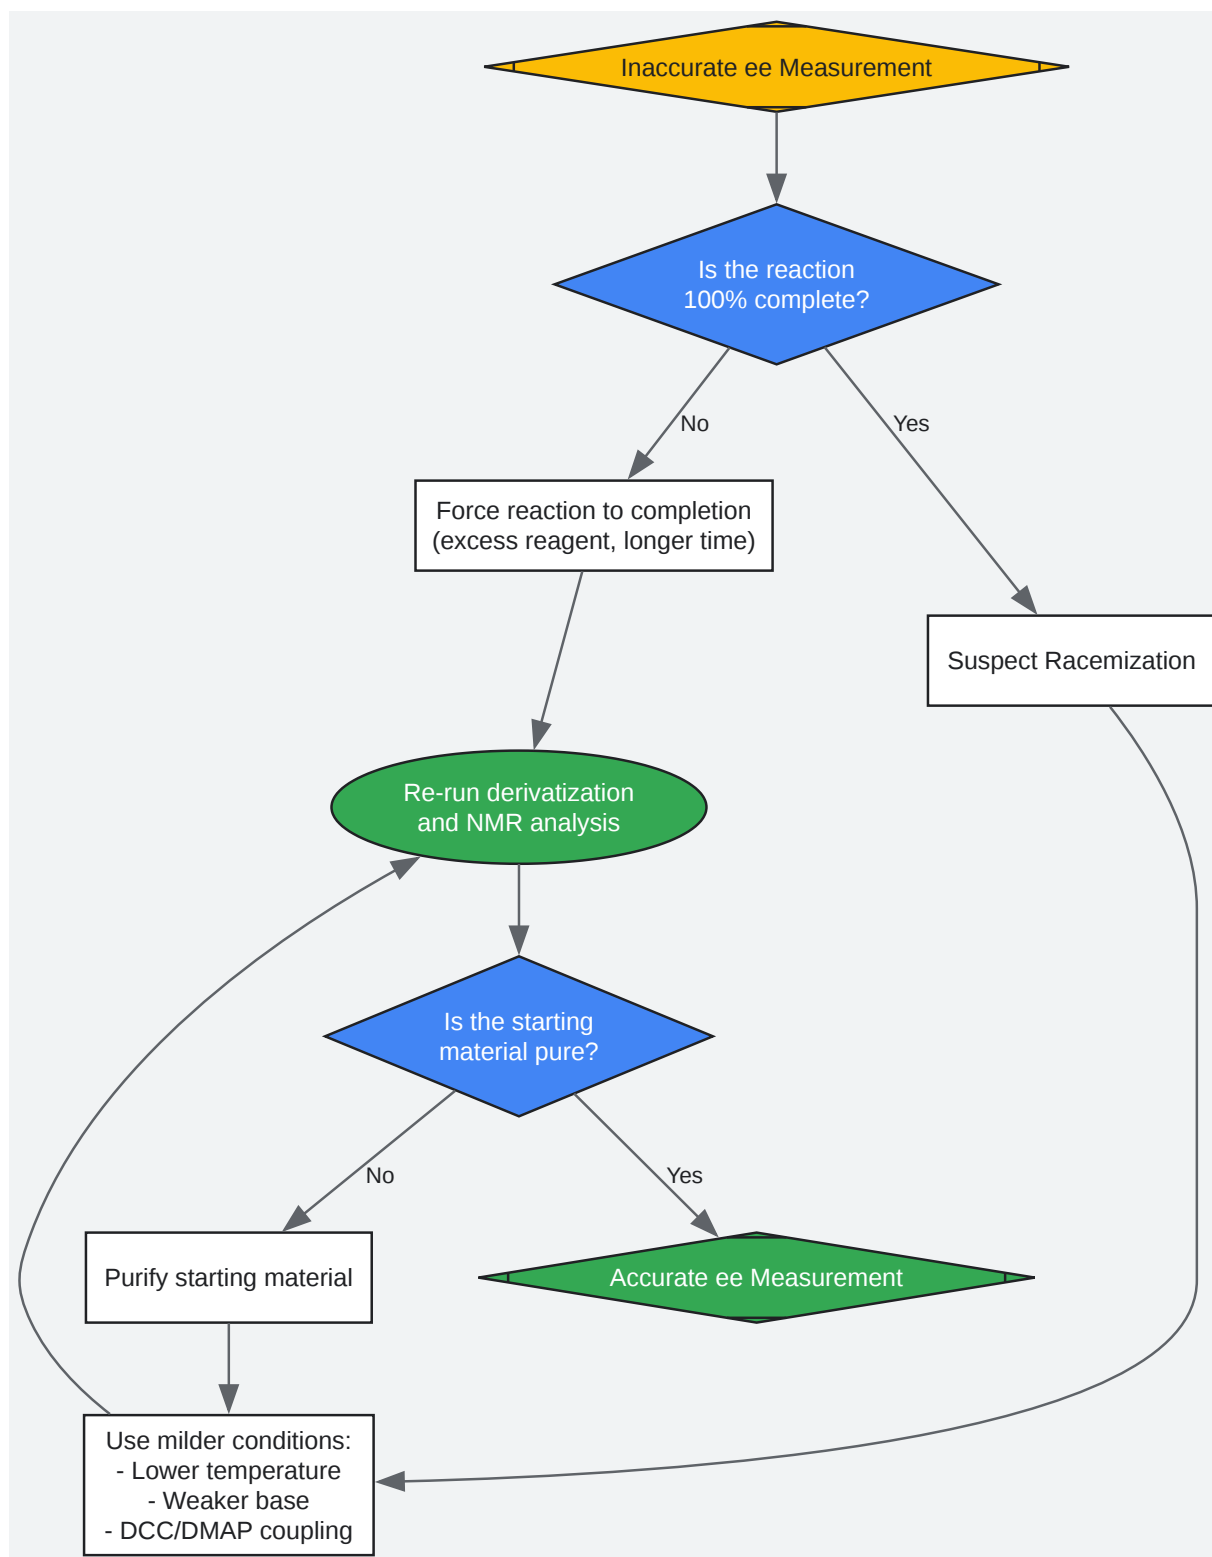 Inaccurate ee Measurement
Is the reaction
100% complete?
No
Yes
Force reaction to completion
(excess reagent, longer time)
Suspect Racemization
Re-run derivatization
and NMR analysis
Is the starting
material pure?
No
Yes
Purify starting material
Accurate ee Measurement
Use milder conditions:
- Lower temperature
- Weaker base
- DCC/DMAP coupling